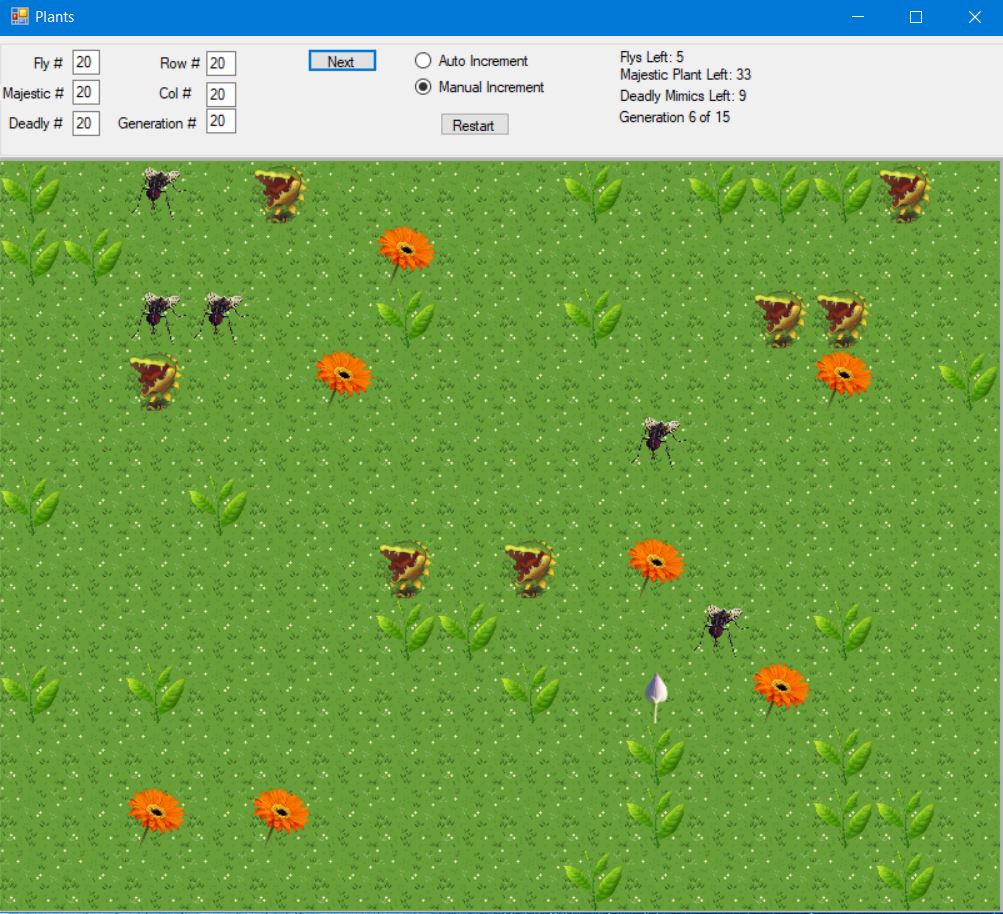 Plants
Fly # 20 Row # 20 Next Auto Increment Flys Left: 5
Majestic Plant Left: 33
Majestic # 20 Col # 20 Manual Increment Deadly Mimics Left: 9
Deadly # 20 Generation # 20 Restart Generation 6 of 15